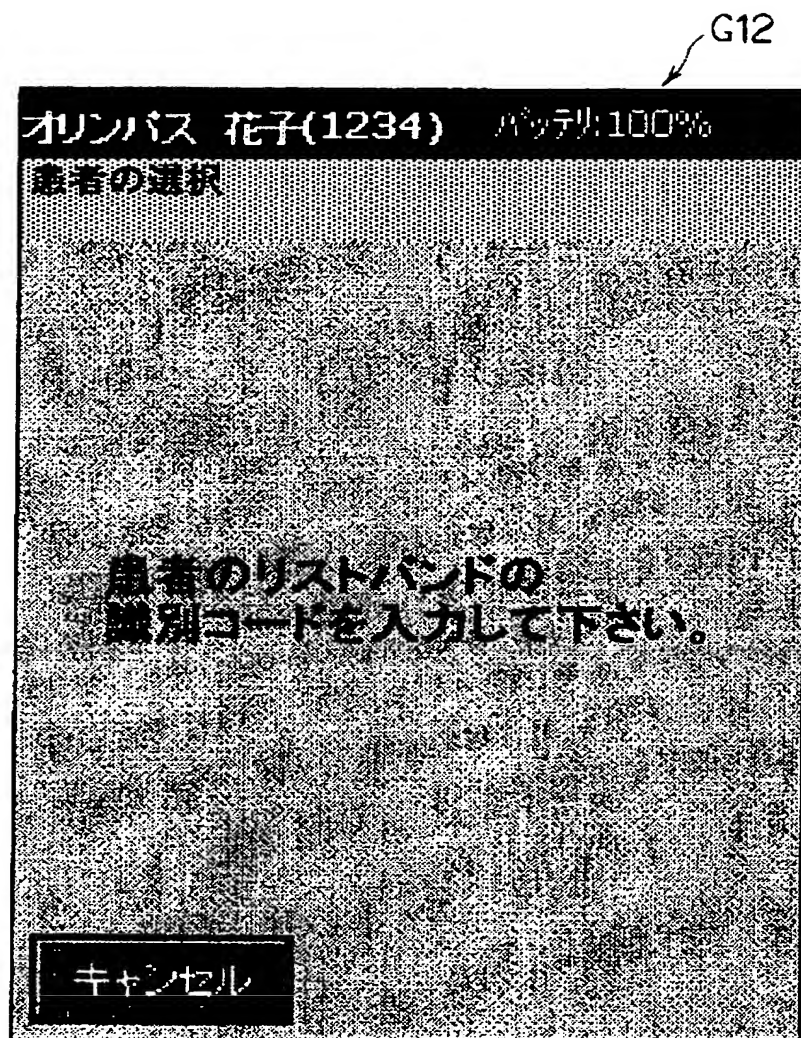 G12
オリンパス 花子(1234) バッテリ:100%
患者の選択
患者のリストバンドの
識別コードを入力して下さい。
キャンセル